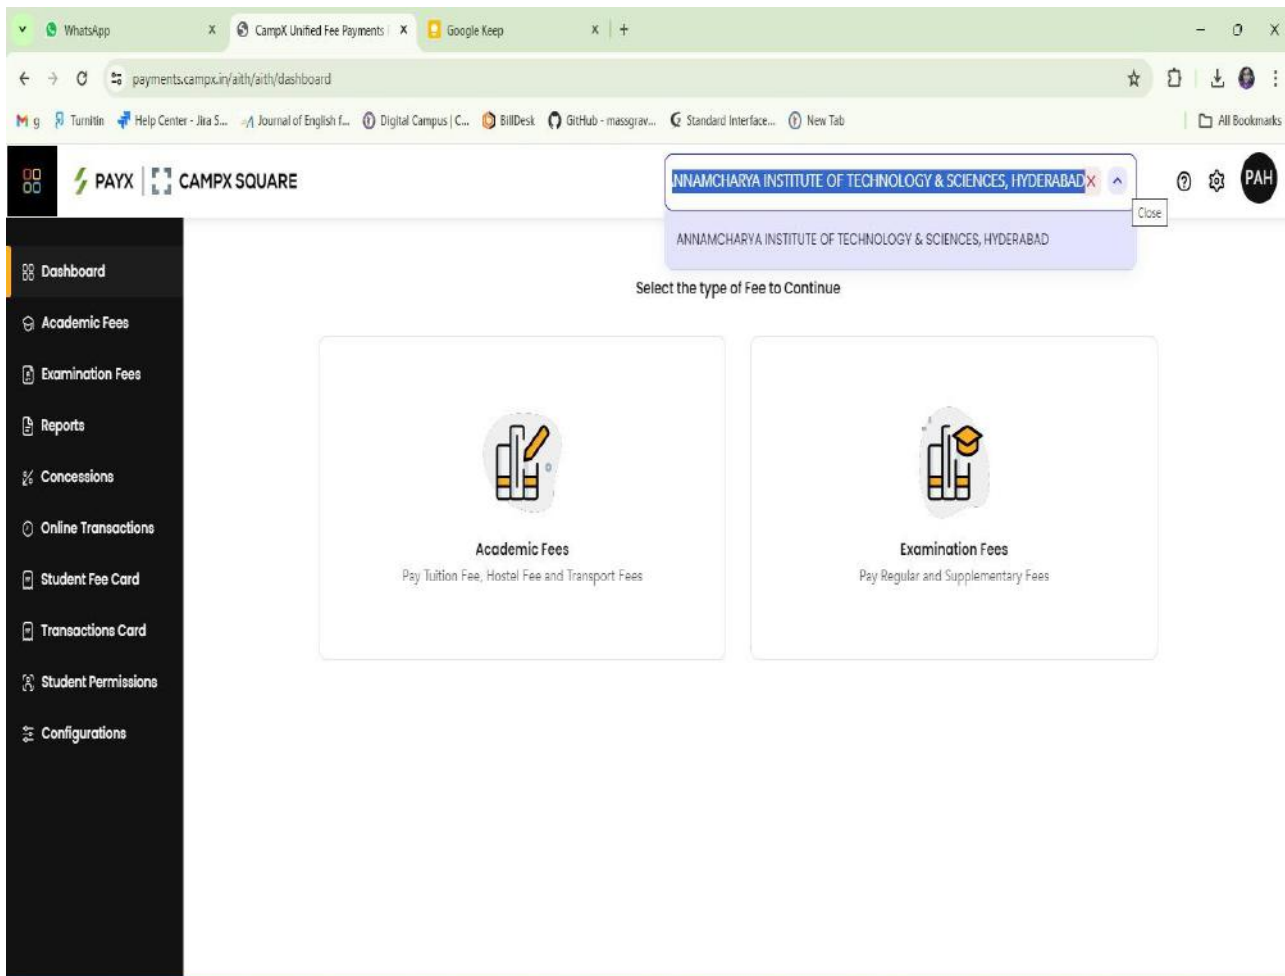 WhatsApp
CampX Unified Fee Payments
Google Keep
payments.campx.in/aith/aith/dashboard
g
Turnitin
Help Center - Jira S...
Journal of English f...
Digital Campus | C...
BillDesk
GitHub - massgrav...
Standard Interface...
New Tab
All Bookmarks
PAYX
CAMPX SQUARE
NNAMCHARYA INSTITUTE OF TECHNOLOGY & SCIENCES, HYDERABAD
PAH
Close
ANNAMCHARYA INSTITUTE OF TECHNOLOGY & SCIENCES, HYDERABAD
Select the type of Fee to Continue
Dashboard
Academic Fees
Examination Fees
Reports
Concessions
Online Transactions
Student Fee Card
Transactions Card
Student Permissions
Configurations
Academic Fees
Pay Tuition Fee, Hostel Fee and Transport Fees
Examination Fees
Pay Regular and Supplementary Fees